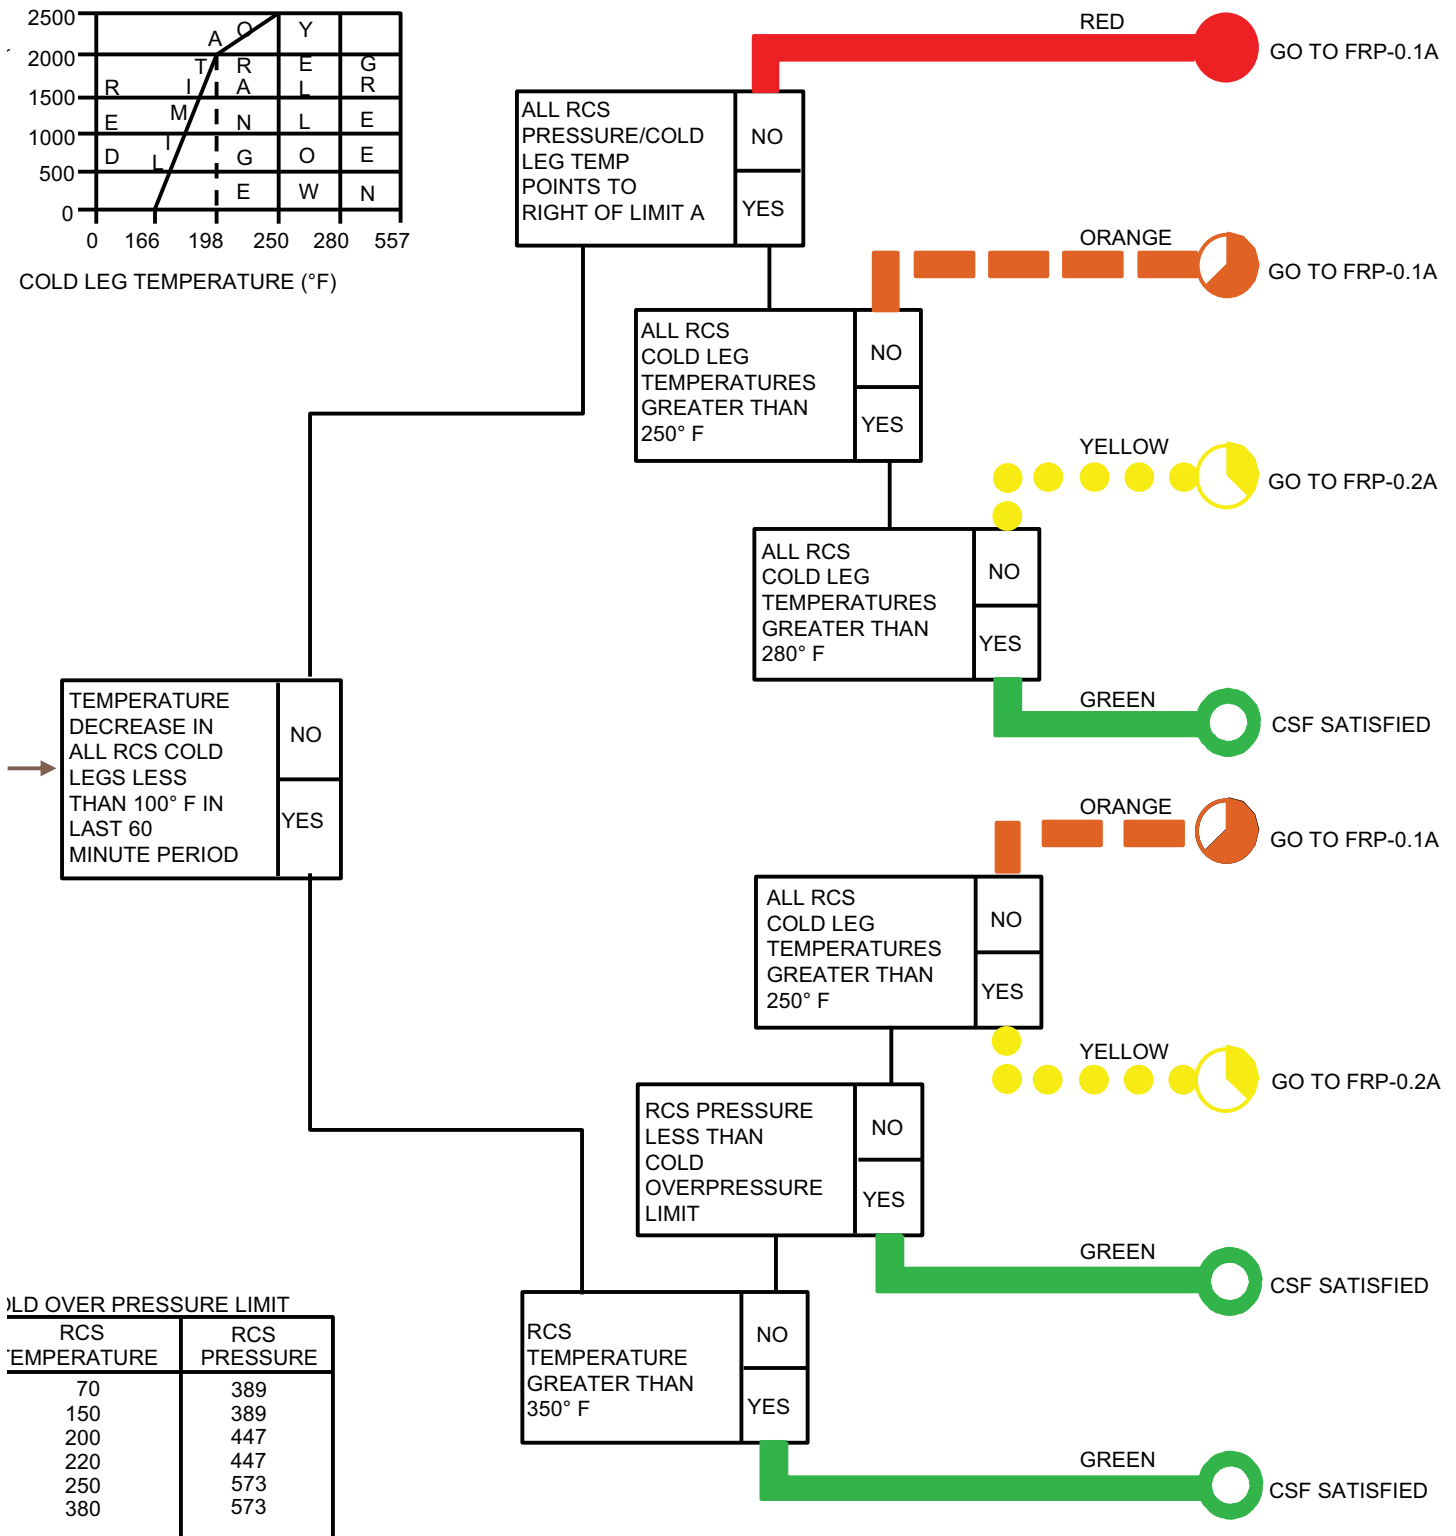 2500
2000
1500
1000
500
0
0 166 198 250 280 557
RED
LIMIT A
ORANGE
YELLOW
GREEN
COLD LEG TEMPERATURE (°F)
RED
GO TO FRP-0.1A
ALL RCS
PRESSURE/COLD
LEG TEMP
POINTS TO
RIGHT OF LIMIT A
NO
YES
ORANGE
GO TO FRP-0.1A
ALL RCS
COLD LEG
TEMPERATURES
GREATER THAN
250° F
NO
YES
YELLOW
GO TO FRP-0.2A
ALL RCS
COLD LEG
TEMPERATURES
GREATER THAN
280° F
NO
YES
GREEN
CSF SATISFIED
TEMPERATURE
DECREASE IN
ALL RCS COLD
LEGS LESS
THAN 100° F IN
LAST 60
MINUTE PERIOD
NO
YES
ORANGE
GO TO FRP-0.1A
ALL RCS
COLD LEG
TEMPERATURES
GREATER THAN
250° F
NO
YES
YELLOW
GO TO FRP-0.2A
RCS PRESSURE
LESS THAN
COLD
OVERPRESSURE
LIMIT
NO
YES
GREEN
CSF SATISFIED
RCS
TEMPERATURE
GREATER THAN
350° F
NO
YES
GREEN
CSF SATISFIED
OLD OVER PRESSURE LIMIT
RCS RCS
TEMPERATURE PRESSURE
70 389
150 389
200 447
220 447
250 573
380 573